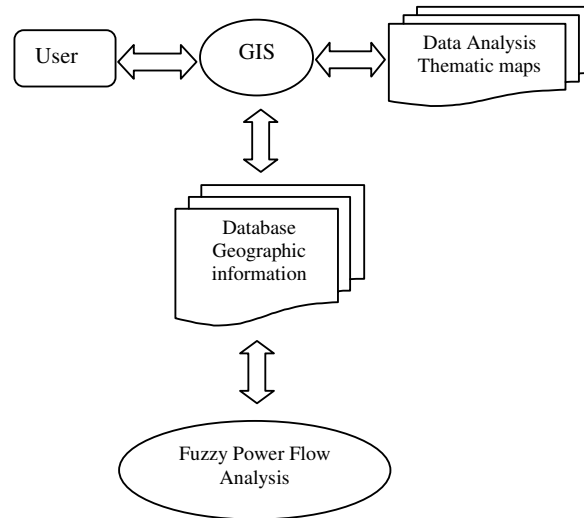 User
GIS
Data Analysis
Thematic maps
Database
Geographic
information
Fuzzy Power Flow
Analysis